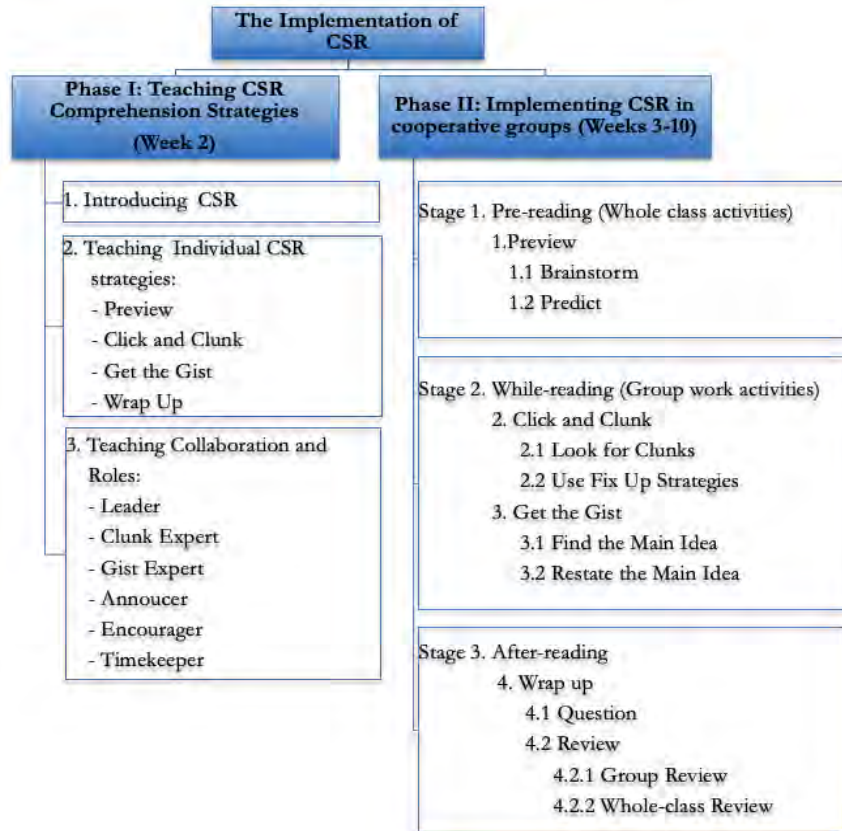 The Implementation of
CSR
Phase I: Teaching CSR
Comprehension Strategies
(Week 2)
1. Introducing CSR
2. Teaching Individual CSR
strategies:
- Preview
- Click and Clunk
- Get the Gist
- Wrap Up
3. Teaching Collaboration and
Roles:
- Leader
- Clunk Expert
- Gist Expert
- Annoucer
- Encourager
- Timekeeper
Phase II: Implementing CSR in
cooperative groups (Weeks 3-10)
Stage 1. Pre-reading (Whole class activities)
1.Preview
1.1 Brainstorm
1.2 Predict
Stage 2. While-reading (Group work activities)
2. Click and Clunk
2.1 Look for Clunks
2.2 Use Fix Up Strategies
3. Get the Gist
3.1 Find the Main Idea
3.2 Restate the Main Idea
Stage 3. After-reading
4. Wrap up
4.1 Question
4.2 Review
4.2.1 Group Review
4.2.2 Whole-class Review